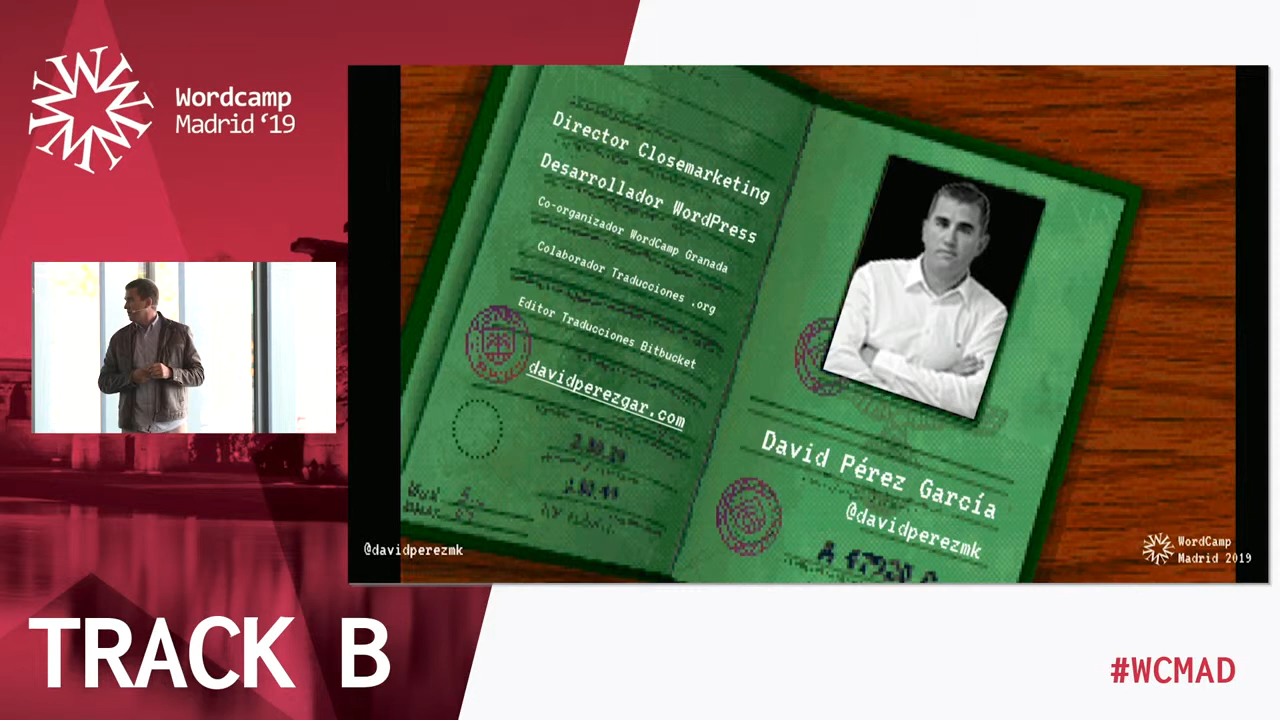 Wordcamp
Madrid ‘19
Director Closemarketing
Desarrollador WordPress
Co-organizador WordCamp Granada
Colaborador Traducciones .org
Editor Traducciones Bitbucket
davidperezgar.com
David Pérez García
@davidperezmk
@davidperezmk
WordCamp
Madrid 2019
TRACK B
#WCMAD